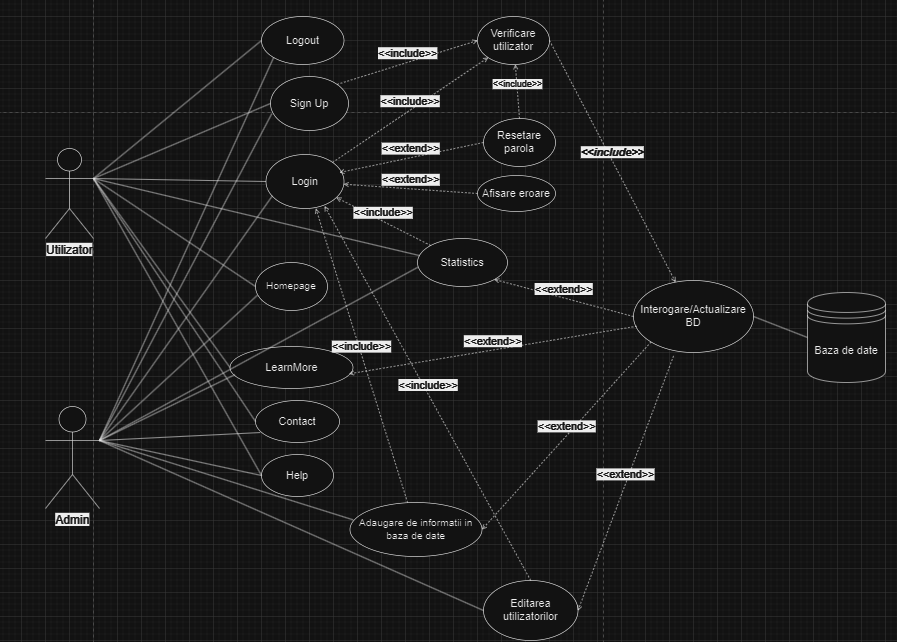 Logout
Verificare
utilizator
<<include>>
<<include>>
Sign Up
<<include>>
Resetare
parola
<<extend>>
<<include>>
Login
<<extend>>
Afisare eroare
<<include>>
Utilizator
Statistics
Homepage
<<extend>>
Interogare/Actualizare
BD
<<extend>>
<<include>>
Baza de date
LearnMore
<<include>>
Contact
<<extend>>
Help
<<extend>>
Admin
Adaugare de informatii in
baza de date
Editarea
utilizatorilor